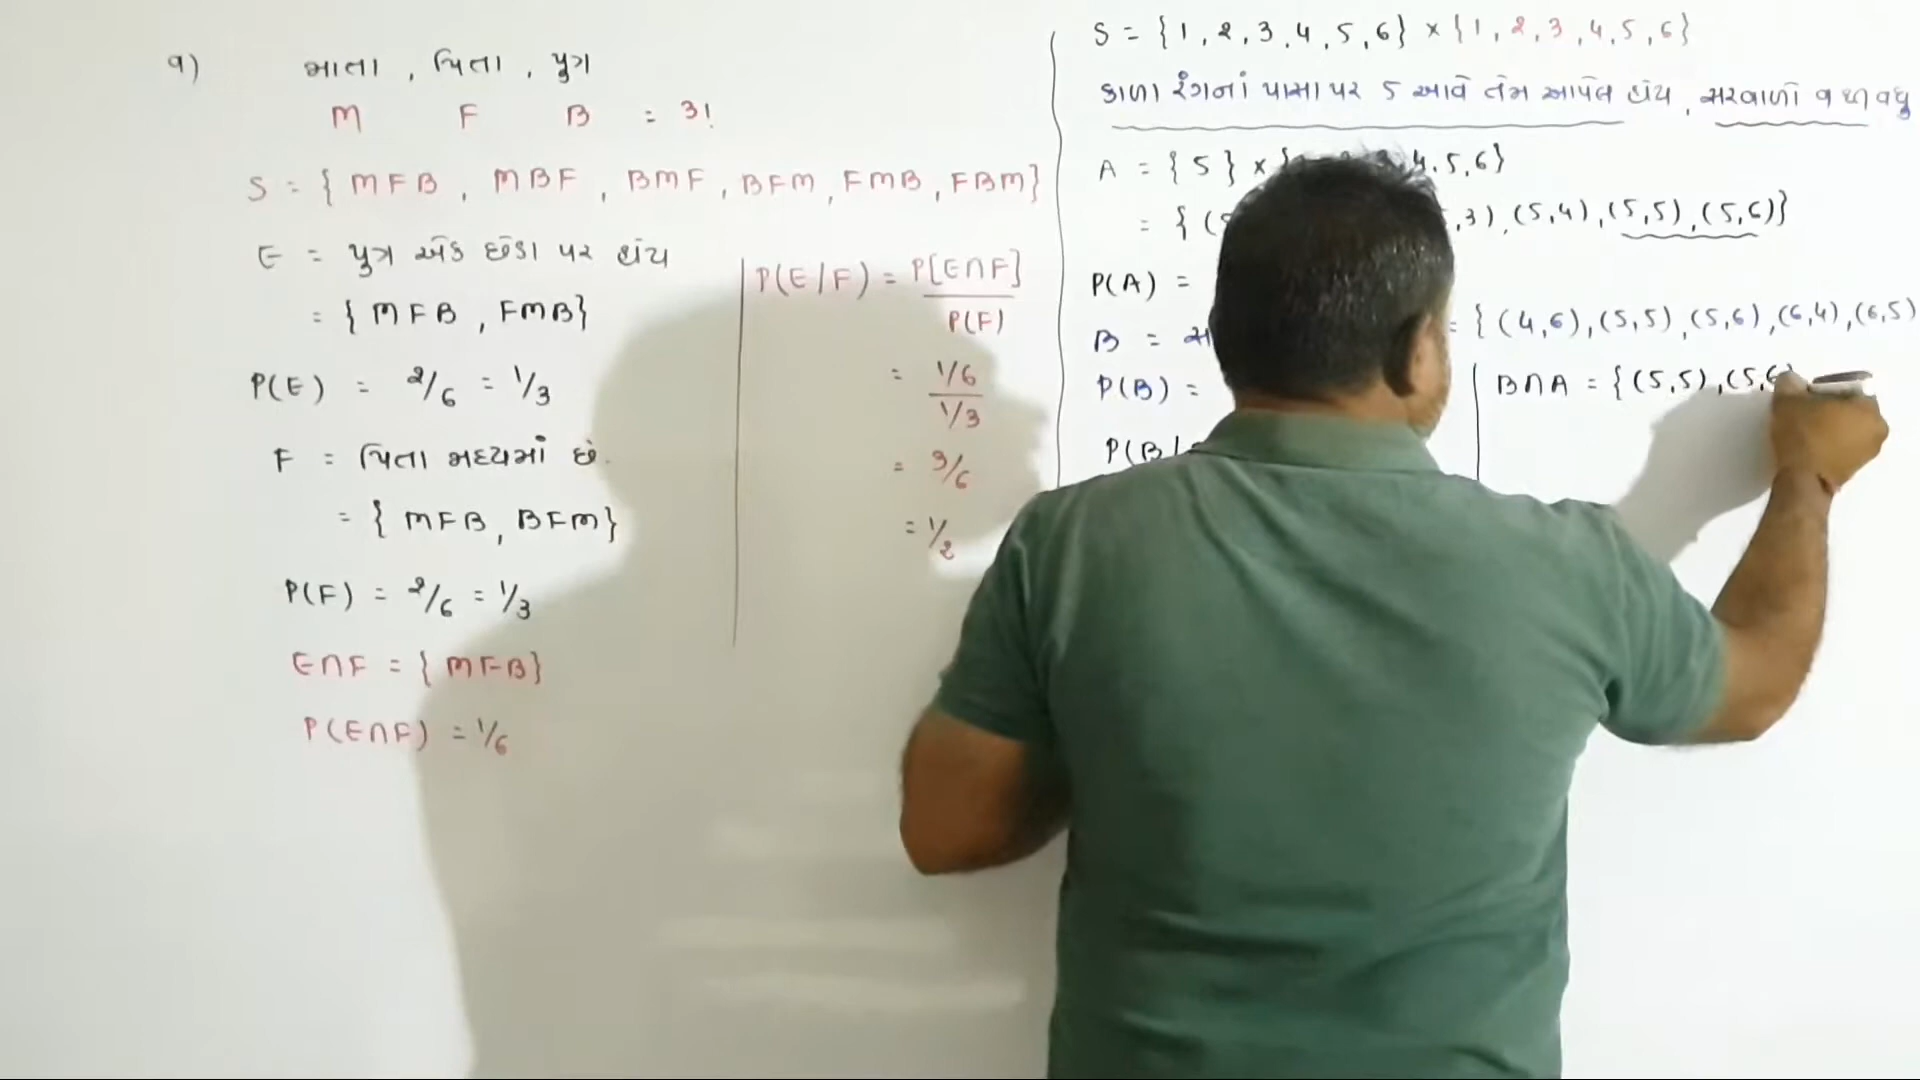 ૧) માતા , પિતા , પુત્ર
M F B = 3!
S = { MFB , MBF , BMF , BFM , FMB , FBM }
E = પુત્ર એક છેડા પર હોય
= { MFB , FMB }
P(E) = 2/6 = 1/3
F = પિતા મધ્યમાં છે.
= { MFB , BFM }
P(F) = 2/6 = 1/3
E∩F = { MFB }
P(E∩F) = 1/6
P(E/F) = P[E∩F] / P(F)
= 1/6 / 1/3
= 3/6
= 1/2
S = {1, 2, 3, 4, 5, 6} × {1, 2, 3, 4, 5, 6}
કાળા રંગનાં પાસા પર 5 આવે તેમ આપેલ હોય , સરવાળો 9 થી વધુ
A = { 5 } × { 4, 5, 6}
= { 3), (5,4), (5,5), (5,6)}
P(A) =
B = = { (4,6), (5,5), (5,6), (6,4), (6,5)
P(B) =
B∩A = { (5,5), (5,6)
P(B/